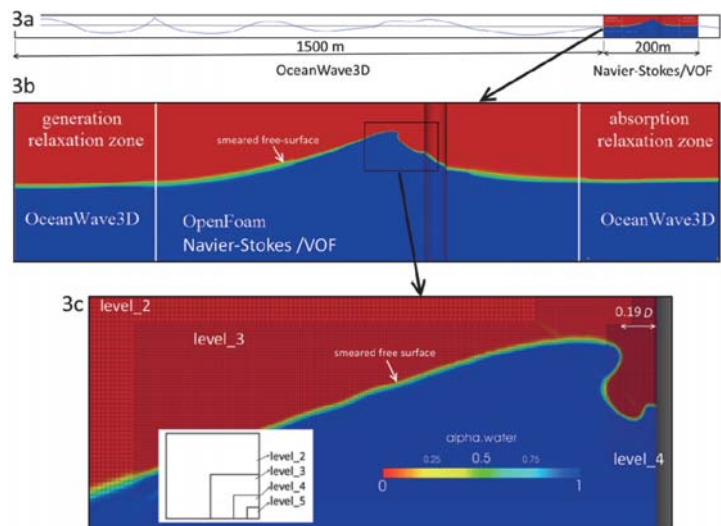 3a
1500 m
200m
OceanWave3D
Navier-Stokes/VOF
3b
generation
relaxation zone
smeared free-surface
absorption
relaxation zone
OceanWave3D
OpenFoam
Navier-Stokes /VOF
OceanWave3D
3c
level_2
level_3
0.19 D
smeared free surface
level_2
level_3
level_4
level_5
alpha.water
0.25
0.5
0.75
0
1
level_4